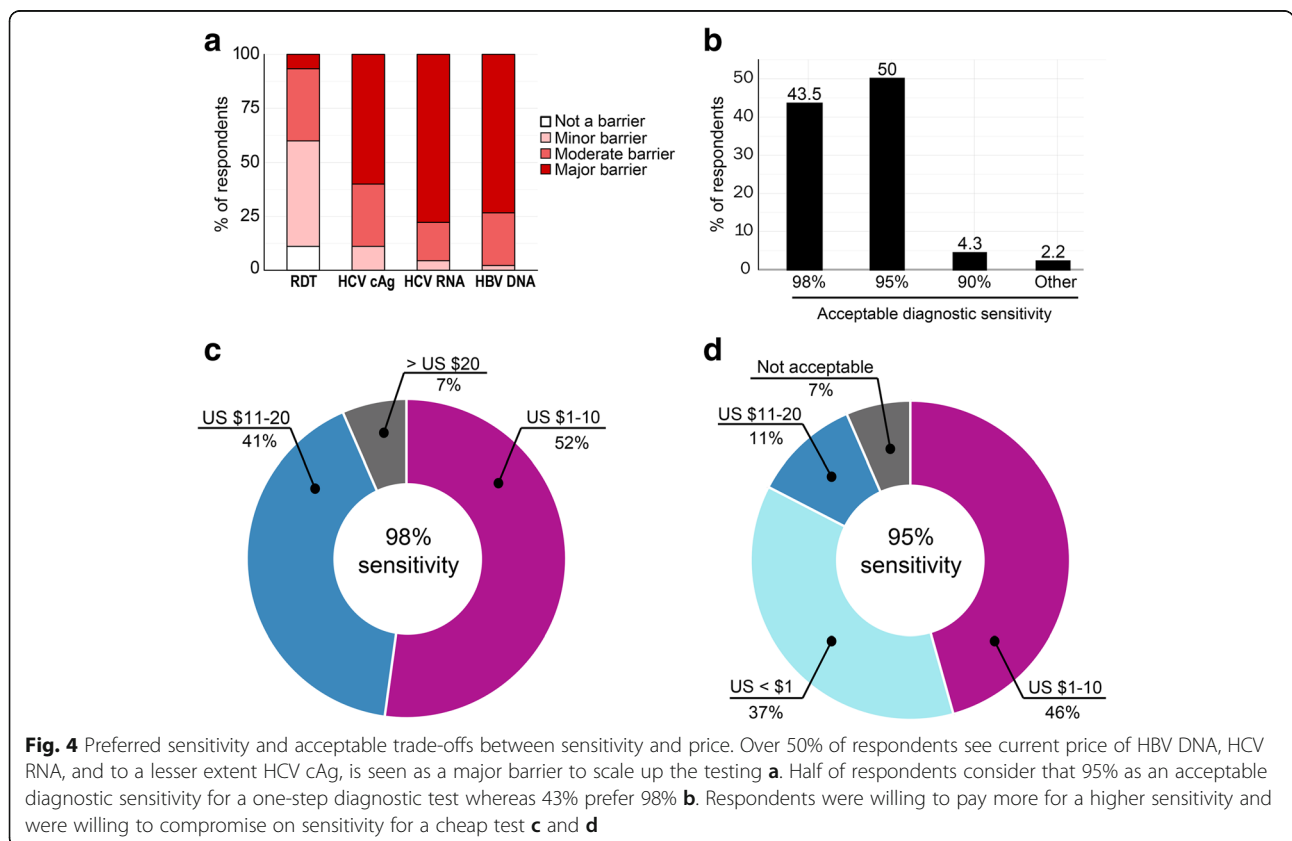 a
100
75
50
25
0
% of respondents
RDT
HCV cAg
HCV RNA
HBV DNA
Not a barrier
Minor barrier
Moderate barrier
Major barrier
b
50
40
30
20
10
0
% of respondents
43.5
50
4.3
2.2
98%
95%
90%
Other
Acceptable diagnostic sensitivity
c
> US $20
7%
US $11-20
41%
US $1-10
52%
98%
sensitivity
d
Not acceptable
7%
US $11-20
11%
95%
sensitivity
US < $1
37%
US $1-10
46%
Fig. 4 Preferred sensitivity and acceptable trade-offs between sensitivity and price. Over 50% of respondents see current price of HBV DNA, HCV
RNA, and to a lesser extent HCV cAg, is seen as a major barrier to scale up the testing a. Half of respondents consider that 95% as an acceptable
diagnostic sensitivity for a one-step diagnostic test whereas 43% prefer 98% b. Respondents were willing to pay more for a higher sensitivity and
were willing to compromise on sensitivity for a cheap test c and d